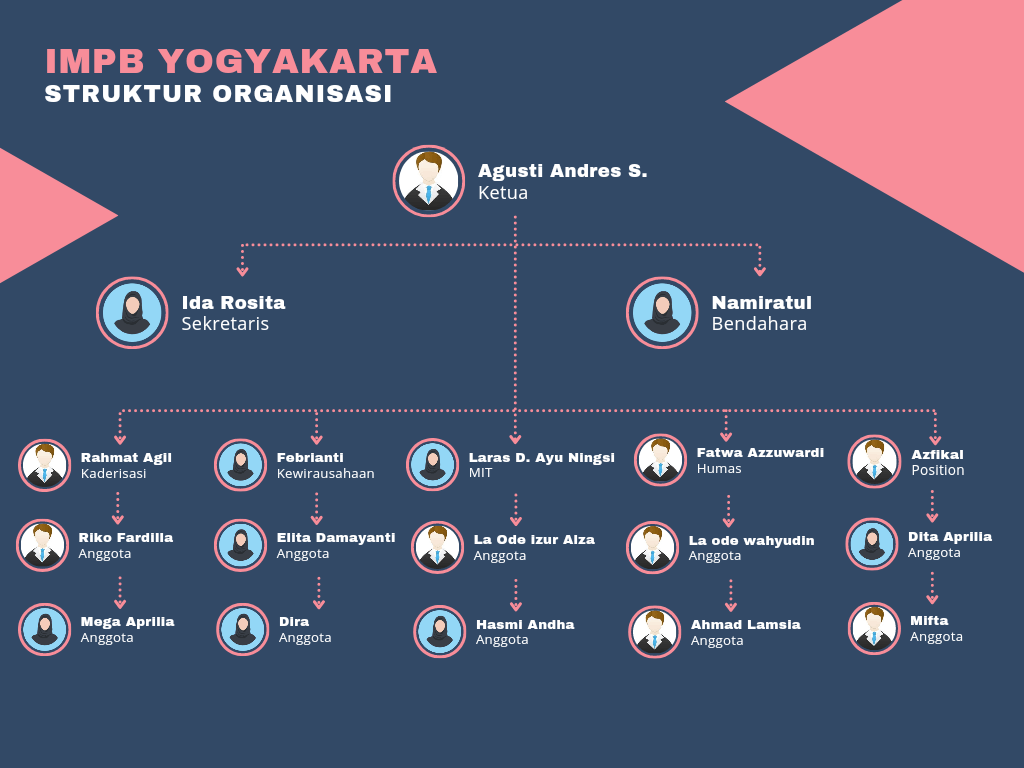 IMPB YOGYAKARTA
STRUKTUR ORGANISASI
Agusti Andres S.
Ketua
Ida Rosita
Sekretaris
Namiratul
Bendahara
Rahmat Agil
Kaderisasi
Febrianti
Kewirausahaan
Laras D. Ayu Ningsi
MIT
Fatwa Azzuwardi
Humas
Azfikal
Position
Riko Fardilla
Anggota
Elita Damayanti
Anggota
La Ode Izur Alza
Anggota
La ode wahyudin
Anggota
Dita Aprilia
Anggota
Mega Aprilia
Anggota
Dira
Anggota
Hasmi Andha
Anggota
Ahmad Lamsia
Anggota
Mifta
Anggota